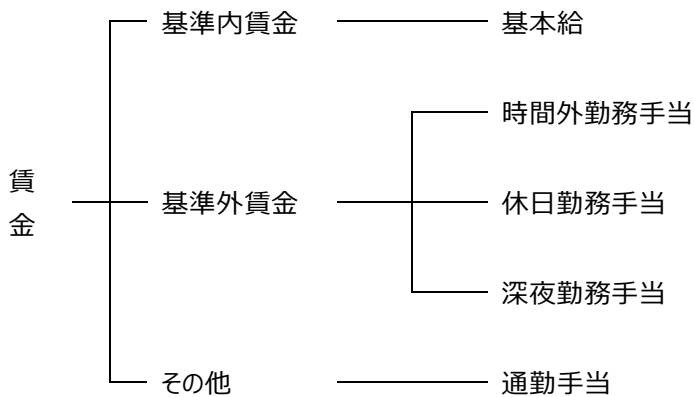 賃金
基準内賃金
基本給
基準外賃金
時間外勤務手当
休日勤務手当
深夜勤務手当
その他
通勤手当